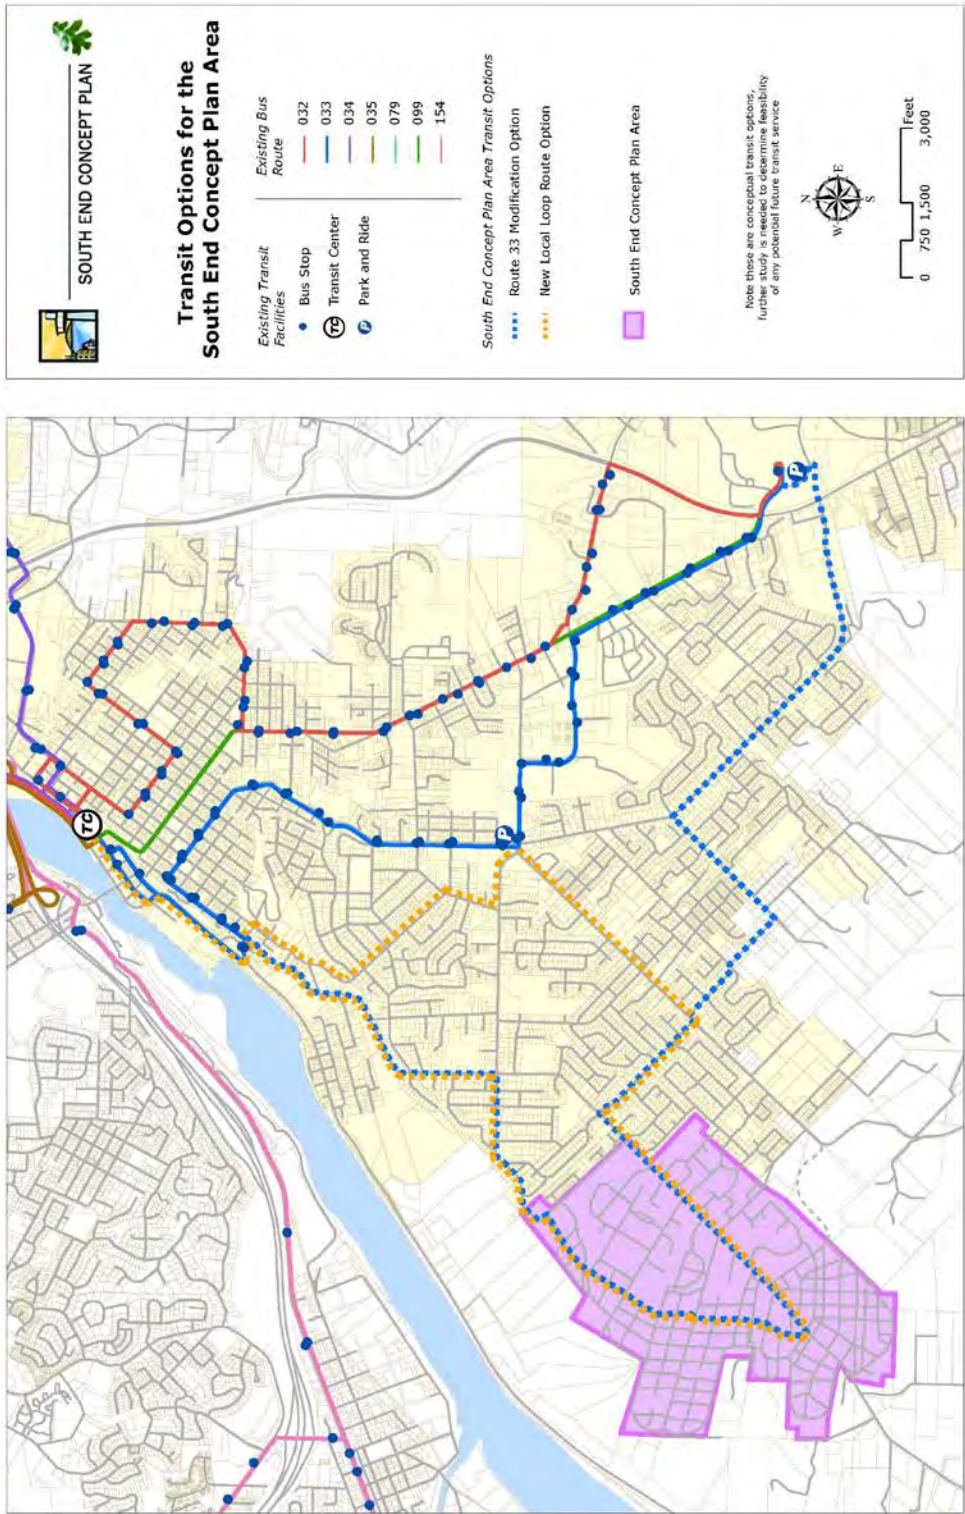 SOUTH END CONCEPT PLAN
Transit Options for the
South End Concept Plan Area
Existing Transit
Facilities
Bus Stop
TC Transit Center
P Park and Ride
Existing Bus
Route
032
033
034
035
079
099
154
South End Concept Plan Area Transit Options
Route 33 Modification Option
New Local Loop Route Option
South End Concept Plan Area
Note these are conceptual transit options,
further study is needed to determine feasibility
of any potential future transit service
N
W E
S
0 750 1,500 3,000
Feet
TC
P
P